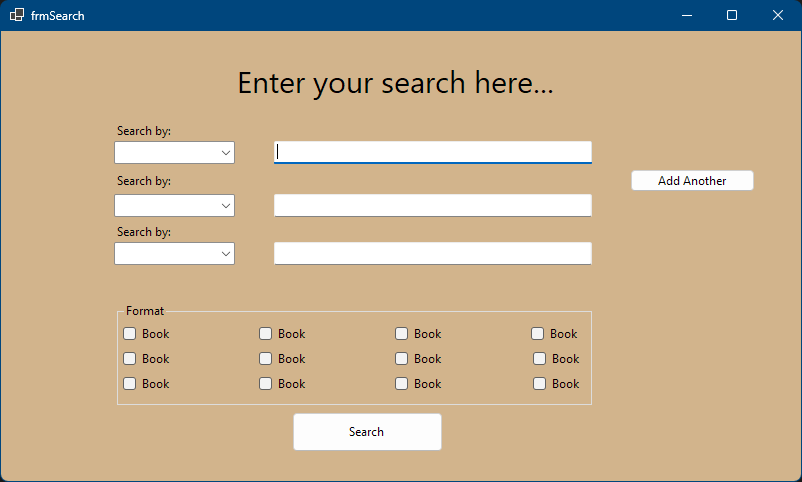 frmSearch
Enter your search here...
Search by:
Search by:
Add Another
Search by:
Format
Book Book Book Book
Book Book Book Book
Book Book Book Book
Search